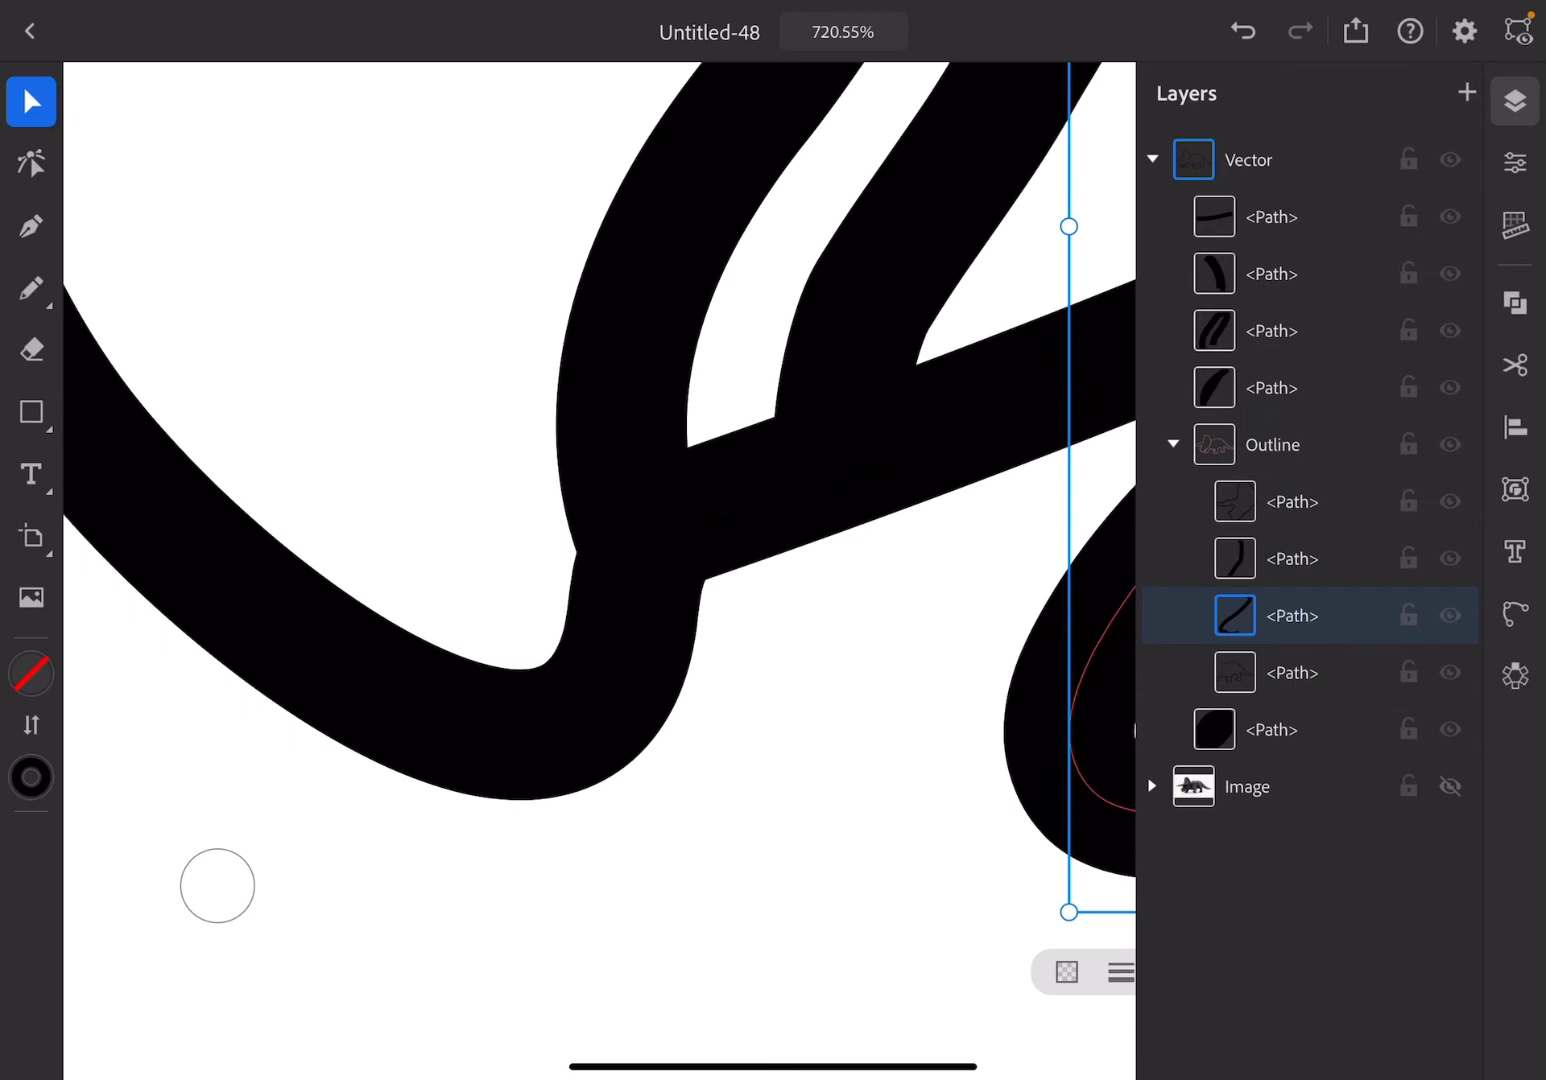 Untitled-48
720.55%
Layers
Vector
<Path>
<Path>
<Path>
<Path>
Outline
<Path>
<Path>
<Path>
<Path>
<Path>
Image